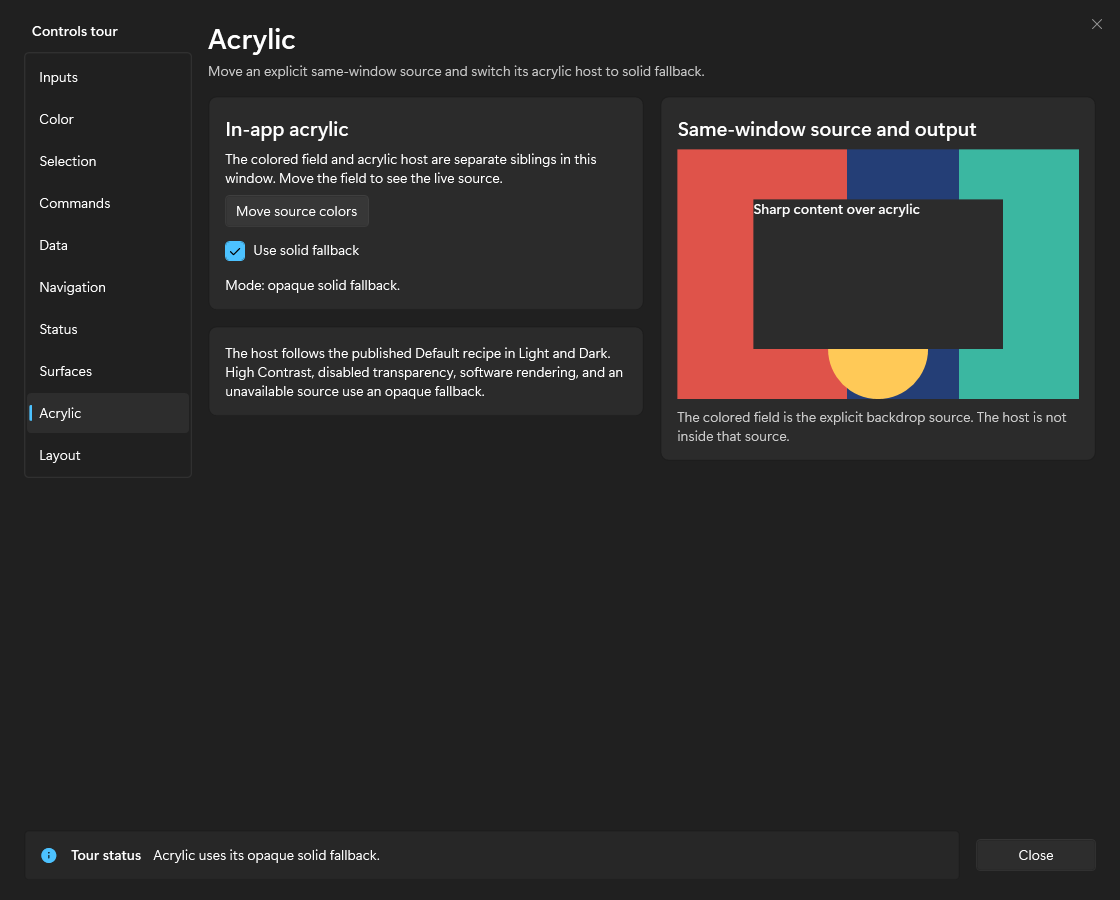 Controls tour
Inputs
Color
Selection
Commands
Data
Navigation
Status
Surfaces
Acrylic
Layout
Acrylic
Move an explicit same-window source and switch its acrylic host to solid fallback.
In-app acrylic
The colored field and acrylic host are separate siblings in this
window. Move the field to see the live source.
Move source colors
Use solid fallback
Mode: opaque solid fallback.
The host follows the published Default recipe in Light and Dark.
High Contrast, disabled transparency, software rendering, and an
unavailable source use an opaque fallback.
Same-window source and output
Sharp content over acrylic
The colored field is the explicit backdrop source. The host is not
inside that source.
Tour status Acrylic uses its opaque solid fallback.
Close